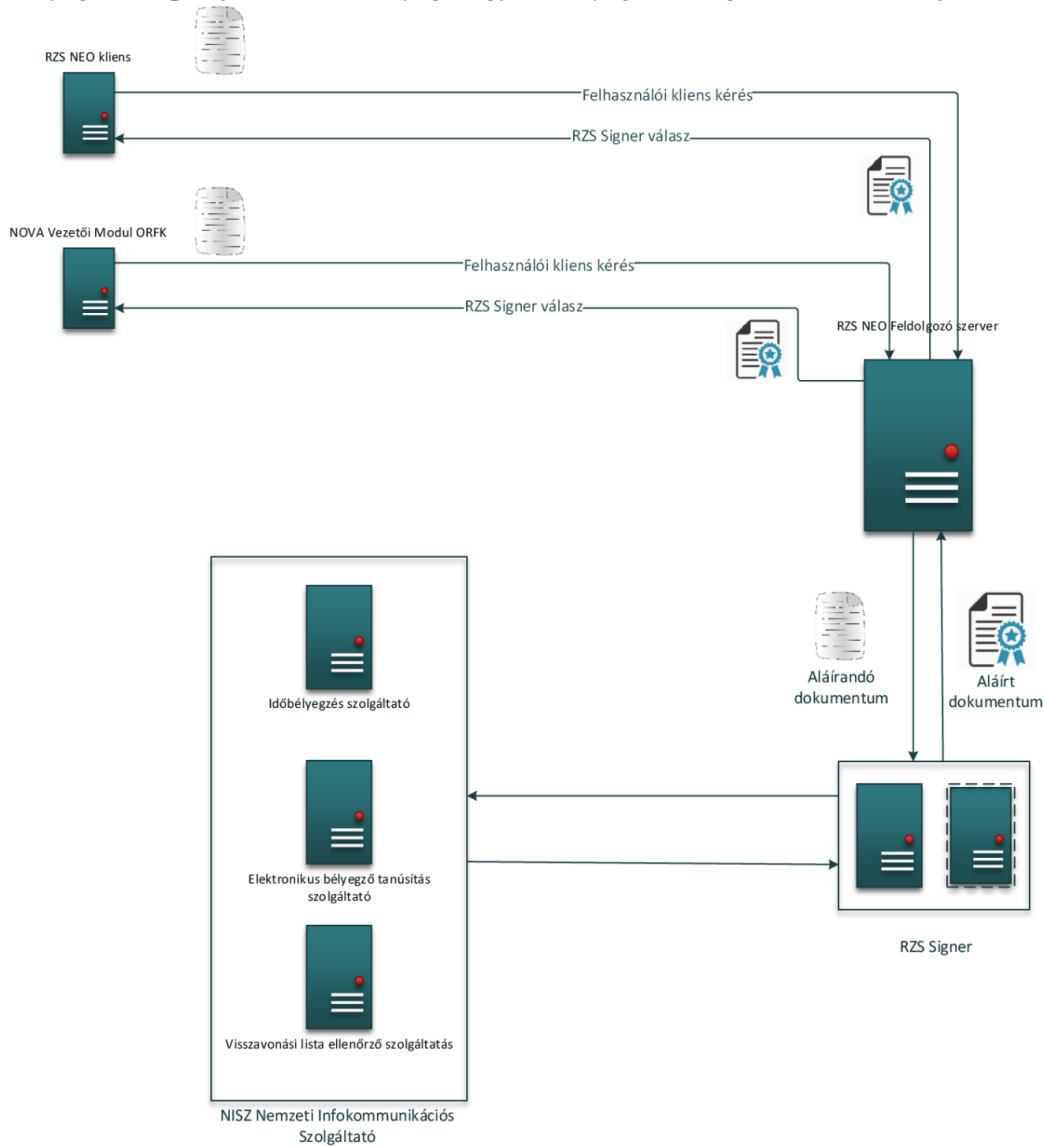 RZS NEO kliens
Felhasználói kliens kérés
RZS Signer válasz
NOVA Vezetői Modul ORFK
Felhasználói kliens kérés
RZS Signer válasz
RZS NEO Feldolgozó szerver
Időbélyegzés szolgáltató
Aláírandó
dokumentum
Aláírt
dokumentum
Elektronikus bélyegző tanúsítás
szolgáltató
RZS Signer
Visszavonási lista ellenőrző szolgáltatás
NISZ Nemzeti Infokommunikációs
Szolgáltató